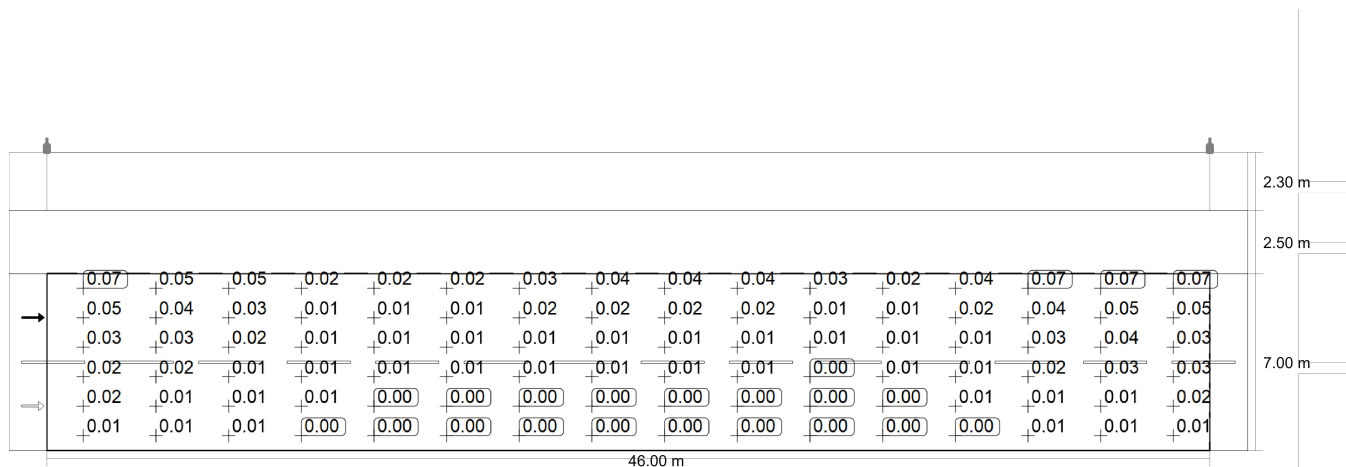 2.30 m
2.50 m
0.07 0.05 0.05 0.02 0.02 0.02 0.03 0.04 0.04 0.04 0.03 0.02 0.04 0.07 0.07 0.07
0.05 0.04 0.03 0.01 0.01 0.01 0.02 0.02 0.02 0.02 0.01 0.01 0.02 0.04 0.05 0.05
0.03 0.03 0.02 0.01 0.01 0.01 0.01 0.01 0.01 0.01 0.01 0.01 0.01 0.03 0.04 0.03
7.00 m
0.02 0.02 0.01 0.01 0.01 0.01 0.01 0.01 0.01 0.01 0.00 0.01 0.01 0.02 0.03 0.03
0.02 0.01 0.01 0.01 0.00 0.00 0.00 0.00 0.00 0.00 0.00 0.00 0.01 0.01 0.01 0.02
0.01 0.01 0.01 0.00 0.00 0.00 0.00 0.00 0.00 0.00 0.00 0.00 0.00 0.01 0.01 0.01
46.00 m